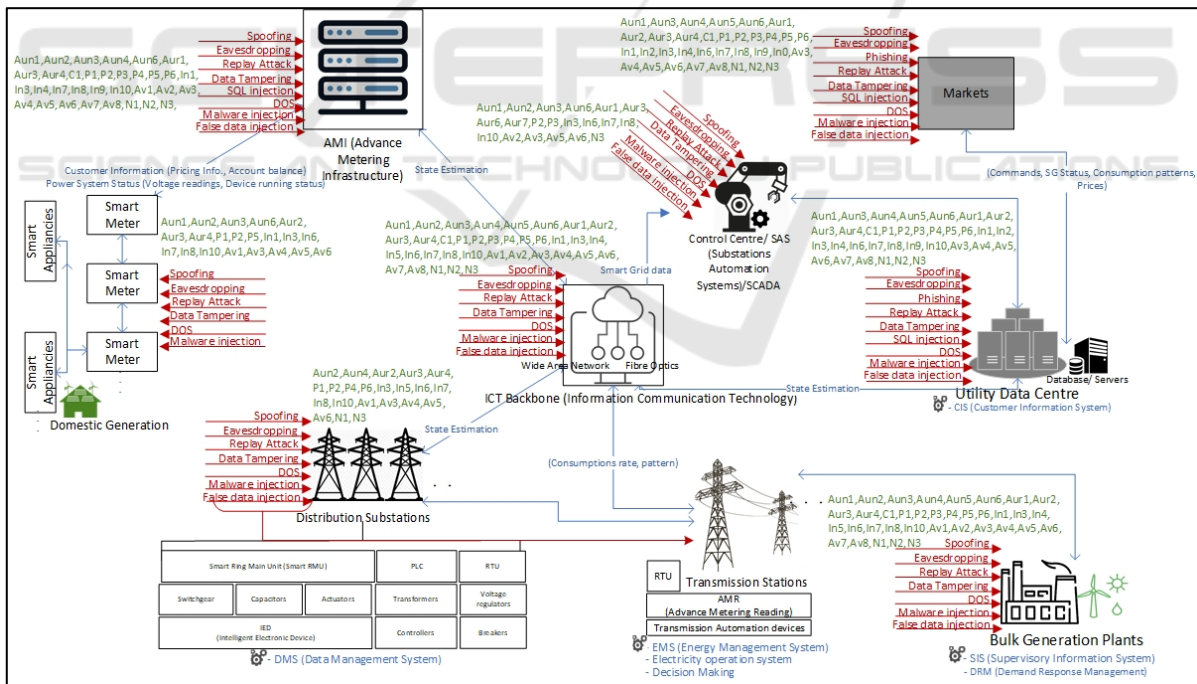 SCITEPRESS
SCIENCE AND TECHNOLOGY PUBLICATIONS
Aun1, Aun2, Aun3, Aun4, Aun6, Aur1,
Aur3, Aur4, C1, P1, P2, P3, P4, P5, P6, In1,
In3, In4, In7, In8, In9, In10, Av1, Av2, Av3,
Av4, Av5, Av6, Av7, Av8, N1, N2, N3,
Spoofing
Eavesdropping
Replay Attack
Data Tampering
SQL injection
DOS
Malware injection
False data injection
AMI (Advance
Metering
Infrastructure)
Aun1, Aun3, Aun4, Aun5, Aun6, Aur1,
Aur2, Aur3, Aur4, C1, P1, P2, P3, P4, P5, P6,
In1, In2, In3, In4, In6, In7, In8, In9, In0, Av3,
Av4, Av5, Av6, Av7, Av8, N1, N2, N3
Spoofing
Eavesdropping
Phishing
Replay Attack
Data Tampering
SQL injection
DOS
Malware injection
False data injection
Markets
Aun1, Aun2, Aun3, Aun6, Aur1, Aur3,
Aur6, Aur7, P2, P3, In3, In6, In7, In8,
In10, Av2, Av3, Av5, Av6, N3
Spoofing
Eavesdropping
Replay Attack
Data Tampering
DOS
Malware injection
False data injection
Control Centre/ SAS
(Substations
Automation
Systems)/SCADA
Customer Information (Pricing Info., Account balance)
Power System Status (Voltage readings, Device running status)
State Estimation
(Commands, SG Status, Consumption patterns,
Prices)
Smart
Appliancies
Smart
Meter
Smart
Meter
Smart
Meter
Smart
Appliancies
Domestic Generation
Aun1, Aun2, Aun3, Aun6, Aur2,
Aur3, Aur4, P1, P2, P5, In1, In3, In6,
In7, In8, In10, Av1, Av3, Av4, Av5, Av6
Spoofing
Eavesdropping
Replay Attack
Data Tampering
DOS
Malware injection
Aun1, Aun2, Aun3, Aun4, Aun5, Aun6, Aur1, Aur2,
Aur3, Aur4, C1, P1, P2, P3, P4, P5, P6, In1, In3, In4,
In5, In6, In7, In8, In10, Av1, Av2, Av3, Av4, Av5, Av6,
Av7, Av8, N1, N2, N3
Spoofing
Eavesdropping
Replay Attack
Data Tampering
DOS
Malware injection
False data injection
Smart Grid data
Wide Area Network
Fibre Optics
ICT Backbone (Information Communication Technology)
Aun1, Aun3, Aun4, Aun5, Aun6, Aur1, Aur2,
Aur3, Aur4, C1, P1, P2, P3, P4, P5, P6, In1, In2,
In3, In4, In6, In7, In8, In9, In10, Av3, Av4, Av5,
Av6, Av7, Av8, N1, N2, N3
Spoofing
Eavesdropping
Phishing
Replay Attack
Data Tampering
SQL injection
DOS
Malware injection
False data injection
State Estimation
Database/ Servers
Utility Data Centre
- CIS (Customer Information System)
Aun2, Aun4, Aur2, Aur3, Aur4,
P1, P2, P4, P6, In3, In5, In6, In7,
In8, In10, Av1, Av3, Av4, Av5,
Av6, N1, N3
State Estimation
Spoofing
Eavesdropping
Replay Attack
Data Tampering
DOS
Malware injection
False data injection
. .
Distribution Substations
(Consumptions rate, pattern)
. .
Aun1, Aun2, Aun3, Aun4, Aun5, Aun6, Aur1, Aur2,
Aur3, Aur4, C1, P1, P2, P3, P4, P5, P6, In1, In3, In4,
In5, In6, In7, In8, In10, Av1, Av2, Av3, Av4, Av5, Av6,
Av7, Av8, N1, N2, N3
Spoofing
Eavesdropping
Replay Attack
Data Tampering
DOS
Malware injection
False data injection
Smart Ring Main Unit (Smart RMU)
PLC
RTU
Switchgear
Capacitors
Actuators
Transformers
Voltage
regulators
IED
(Intelligent Electronic Device)
Controllers
Breakers
- DMS (Data Management System)
RTU
Transmission Stations
AMR
(Advance Metering Reading)
Transmission Automation devices
- EMS (Energy Management System)
- Electricity operation system
- Decision Making
Bulk Generation Plants
- SIS (Supervisory Information System)
- DRM (Demand Response Management)